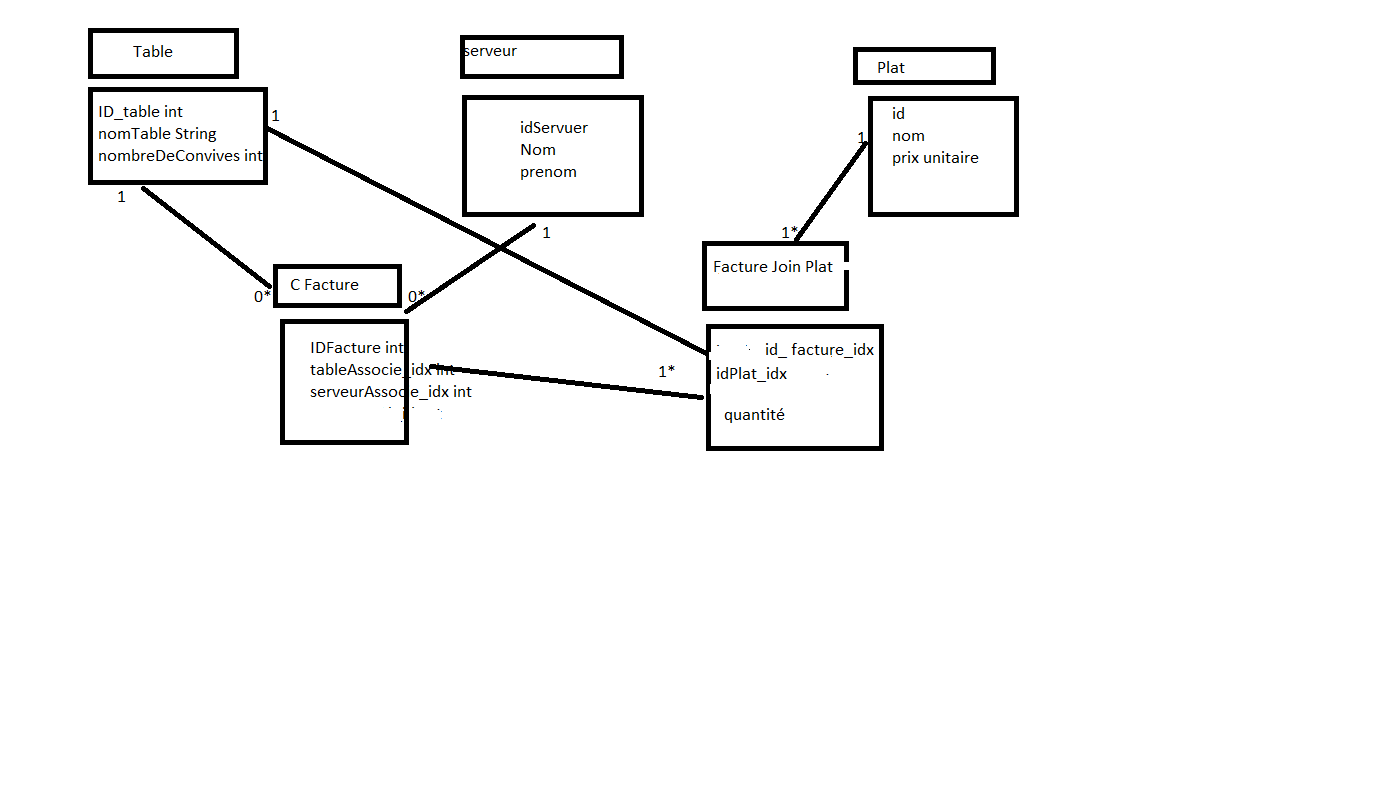 Table
ID_table int
nomTable String
nombreDeConvives int
1
1
serveur
idServuer
Nom
prenom
1
Plat
id
nom
prix unitaire
1
1*
C Facture
0*
0*
IDFacture int
tableAssocie_idx int
serveurAssocie_idx int
1*
Facture Join Plat
id_ facture_idx
idPlat_idx
quantité